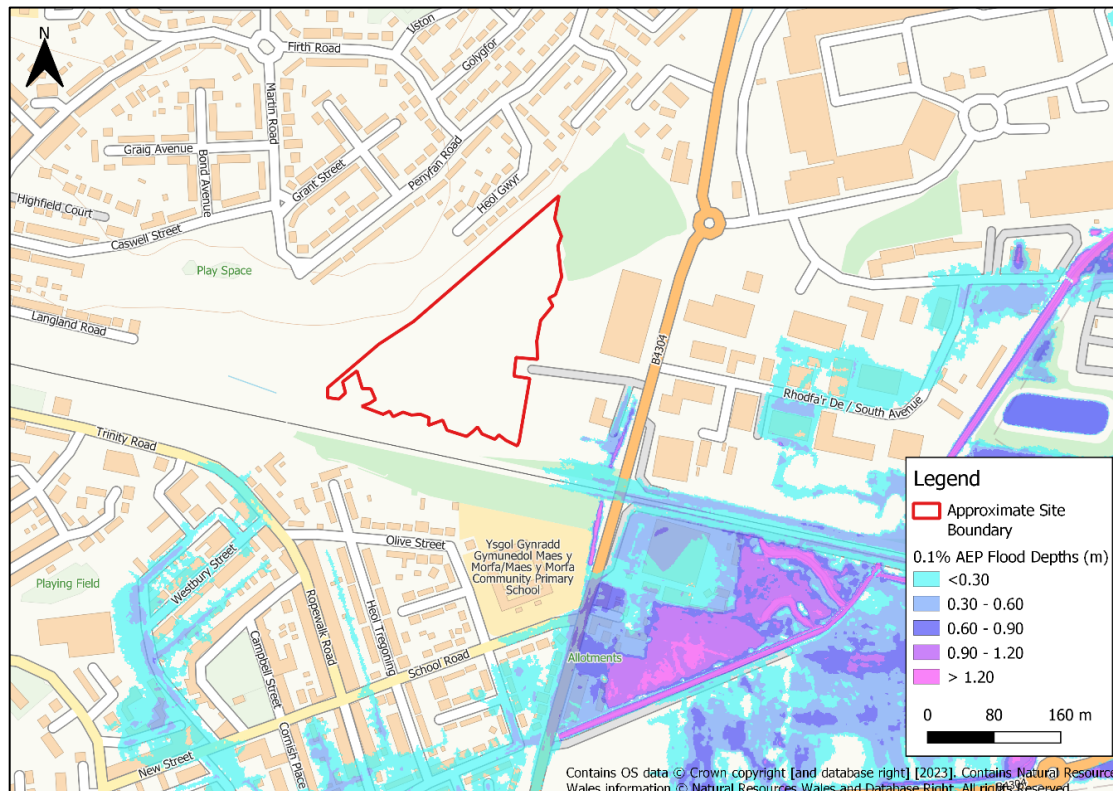 N
Firth Road
Uston
Golygfor
Martin Road
Graig Avenue
Bond Avenue
Grant Street
Penyfan Road
Highfield Court
Heol Gwyr
Caswell Street
Play Space
Langland Road
B4304
Rhodfa'r De / South Avenue
Trinity Road
Olive Street
Ysgol Gynradd
Gymunedol Maes y
Morfa/Maes y Morfa
Community Primary
School
Westbury Street
Playing Field
Ropewalk Road
Heol Tregoning
Campbell Street
School Road
Allotments
Cornish Place
New Street
Legend
Approximate Site
Boundary
0.1% AEP Flood Depths (m)
<0.30
0.30 - 0.60
0.60 - 0.90
0.90 - 1.20
> 1.20
0 80 160 m
B4304
Contains OS data © Crown copyright [and database right] [2023]. Contains Natural Resource
Wales information © Natural Resources Wales and Database Right. All rights Reserved